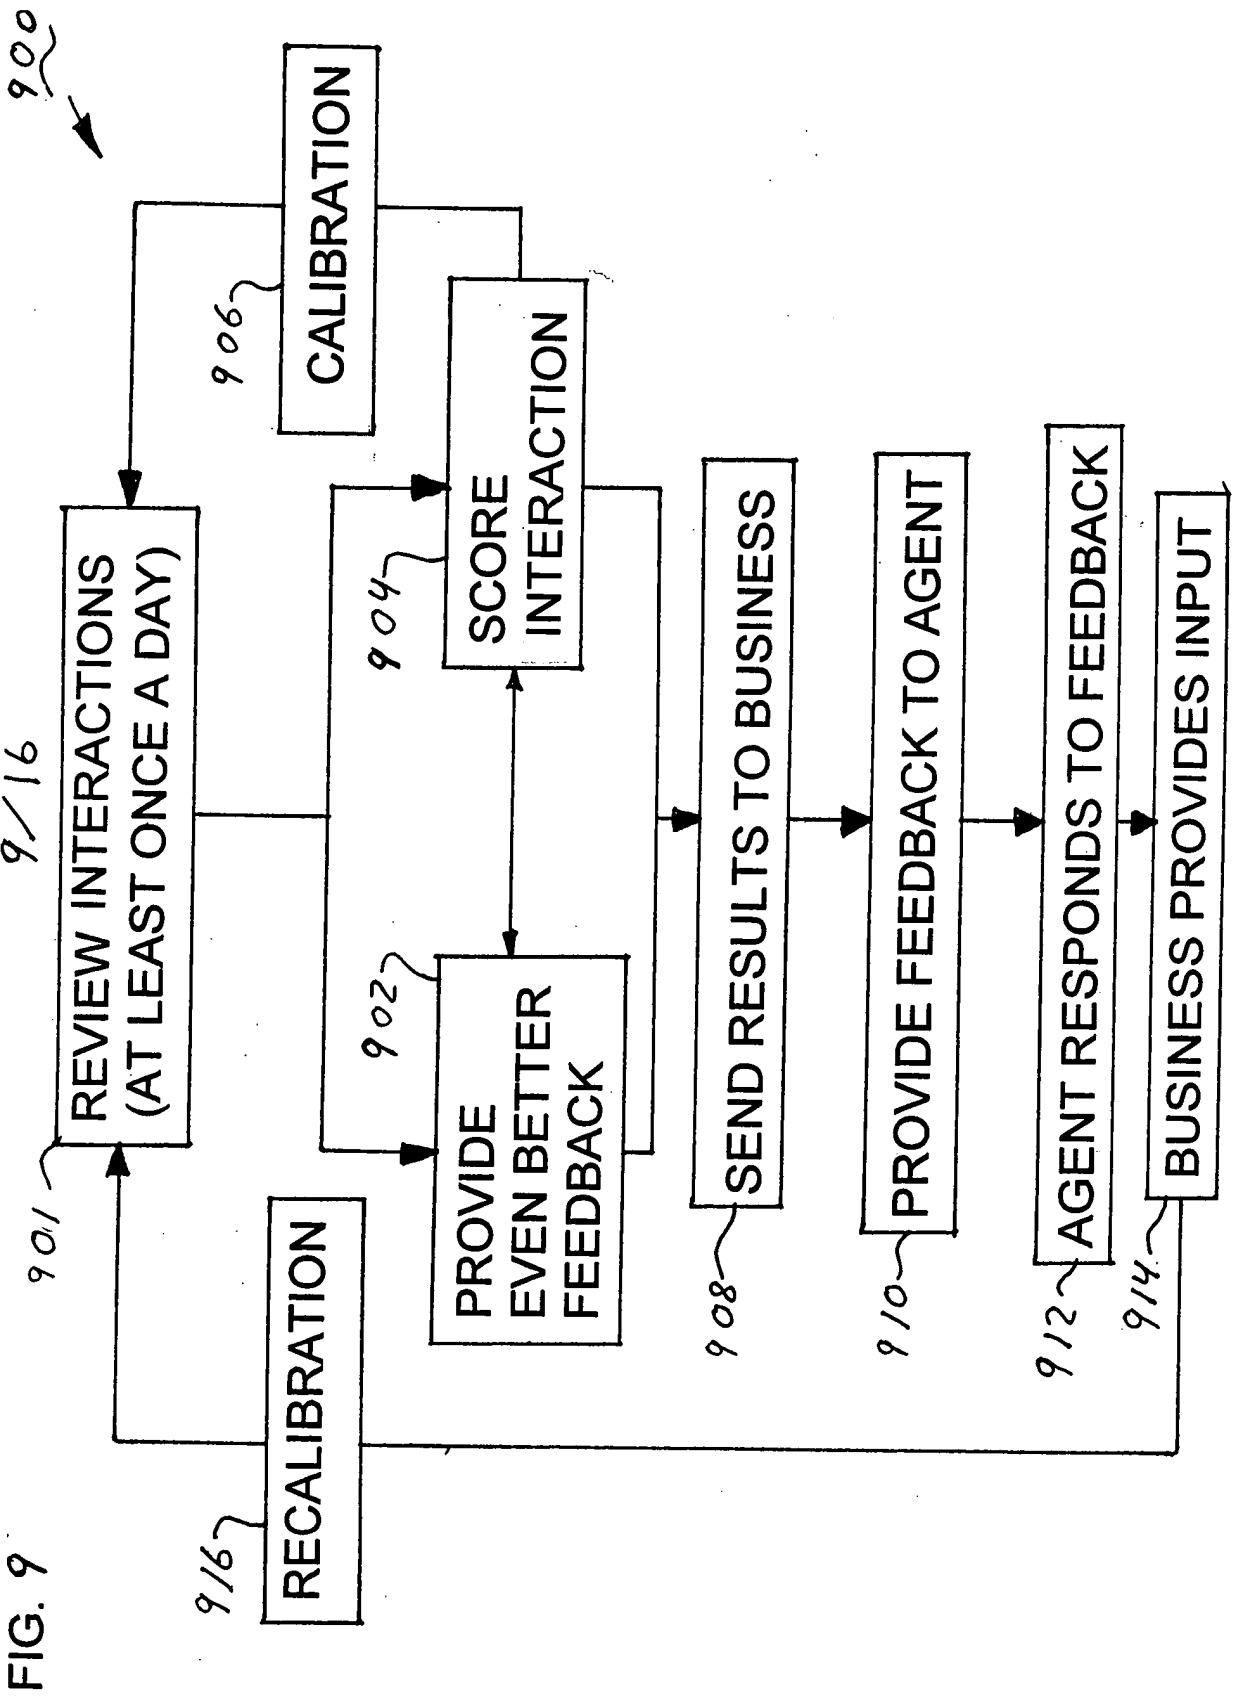 9/16
FIG. 9
900
901
REVIEW INTERACTIONS
(AT LEAST ONCE A DAY)
916
RECALIBRATION
906
CALIBRATION
902
PROVIDE
EVEN BETTER
FEEDBACK
904
SCORE
INTERACTION
908
SEND RESULTS TO BUSINESS
910
PROVIDE FEEDBACK TO AGENT
912
AGENT RESPONDS TO FEEDBACK
914
BUSINESS PROVIDES INPUT